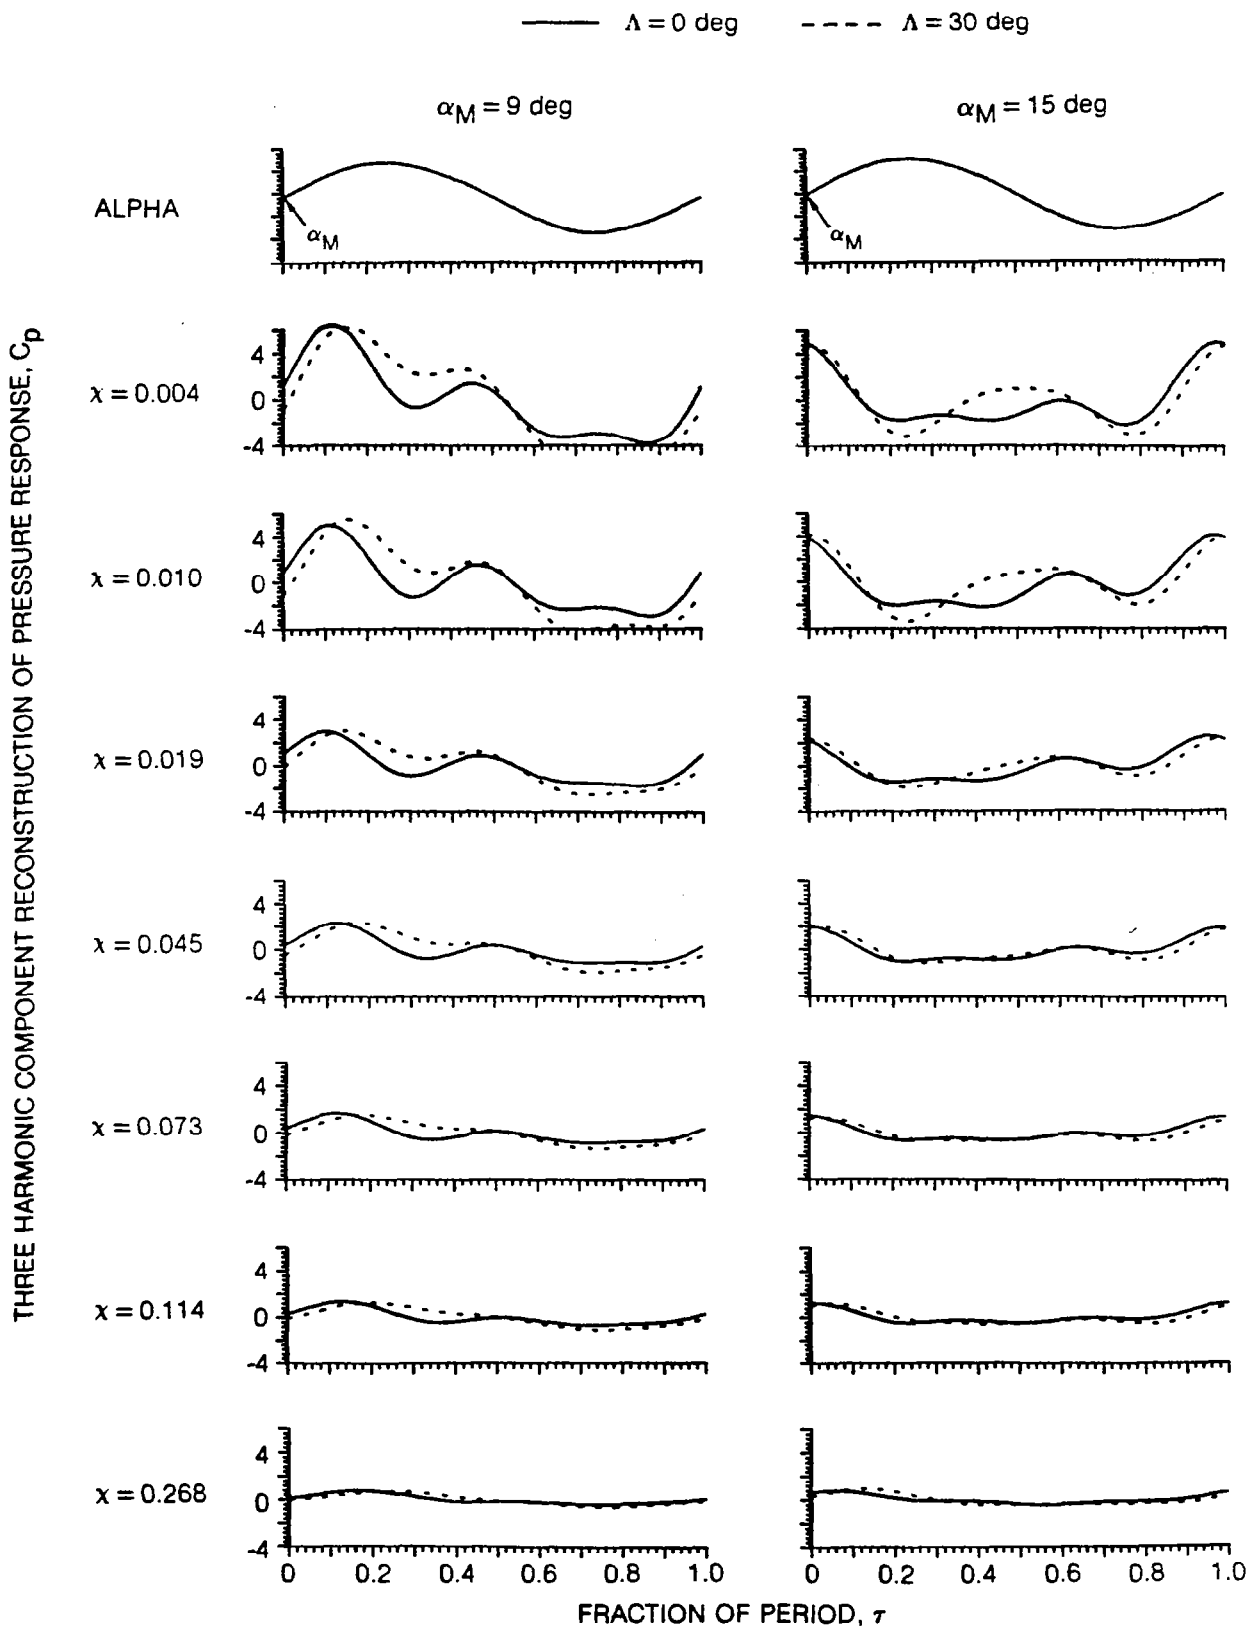 Λ = 0 deg
Λ = 30 deg
α_M = 9 deg
α_M = 15 deg
ALPHA
α_M
α_M
THREE HARMONIC COMPONENT RECONSTRUCTION OF PRESSURE RESPONSE, C_p
χ = 0.004
4
0
-4
χ = 0.010
4
0
-4
χ = 0.019
4
0
-4
χ = 0.045
4
0
-4
χ = 0.073
4
0
-4
χ = 0.114
4
0
-4
χ = 0.268
4
0
-4
0 0.2 0.4 0.6 0.8 1.0
0 0.2 0.4 0.6 0.8 1.0
FRACTION OF PERIOD, τ